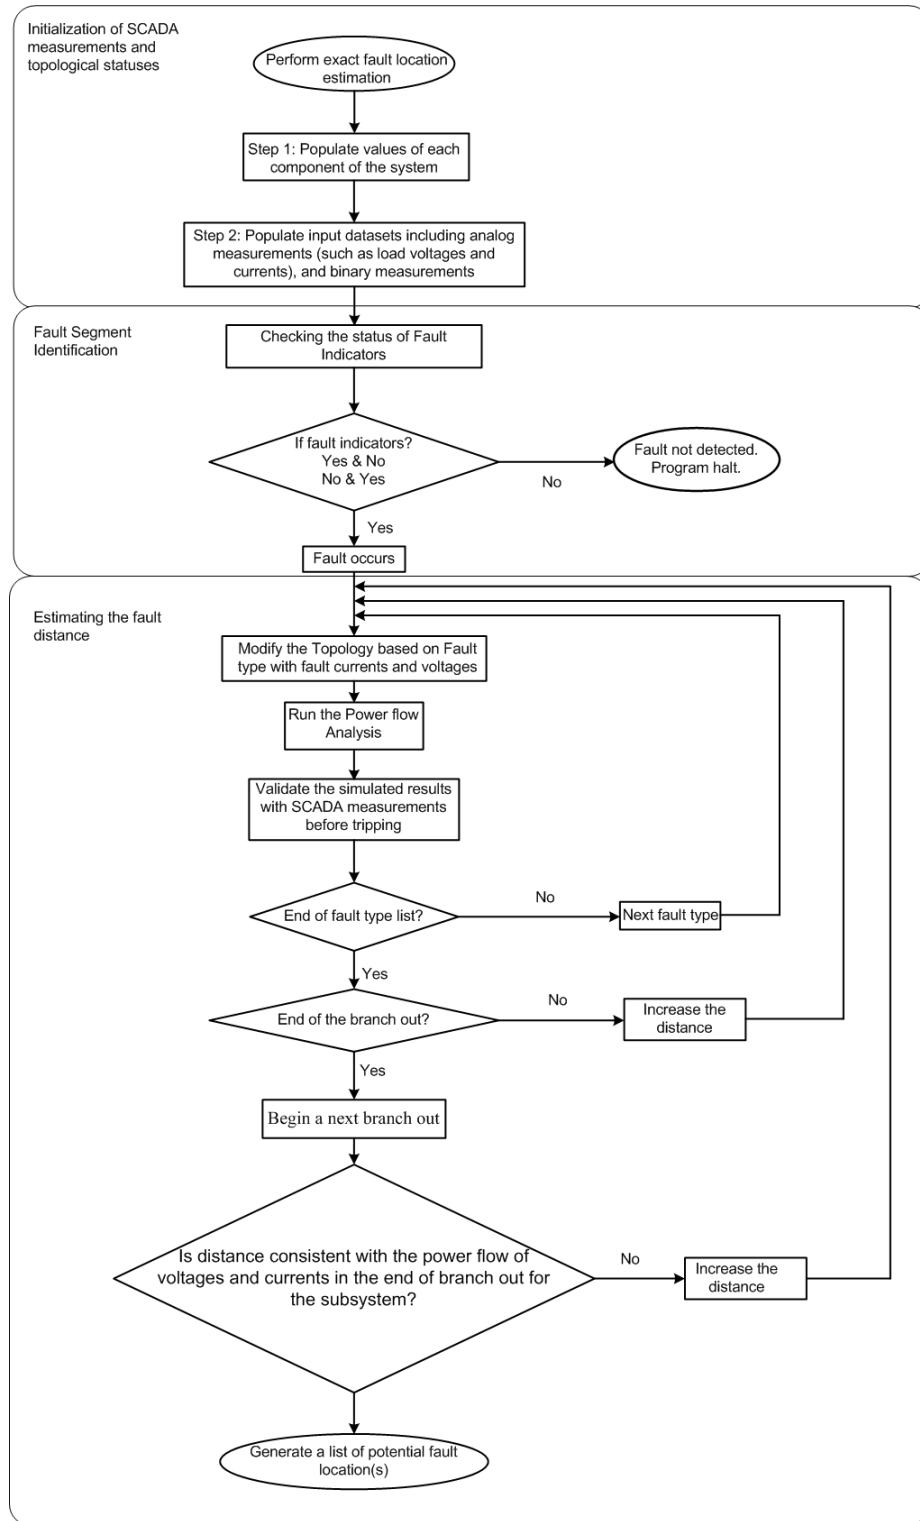 Initialization of SCADA
measurements and
topological statuses
Perform exact fault location
estimation
Step 1: Populate values of each
component of the system
Step 2: Populate input datasets including analog
measurements (such as load voltages and
currents), and binary measurements
Fault Segment
Identification
Checking the status of Fault
Indicators
If fault indicators?
Yes & No
No & Yes
No
Fault not detected.
Program halt.
Yes
Fault occurs
Estimating the fault
distance
Modify the Topology based on Fault
type with fault currents and voltages
Run the Power flow
Analysis
Validate the simulated results
with SCADA measurements
before tripping
End of fault type list?
No
Next fault type
Yes
End of the branch out?
No
Increase the
distance
Yes
Begin a next branch out
Is distance consistent with the power flow of
voltages and currents in the end of branch out for
the subsystem?
No
Increase the
distance
Generate a list of potential fault
location(s)